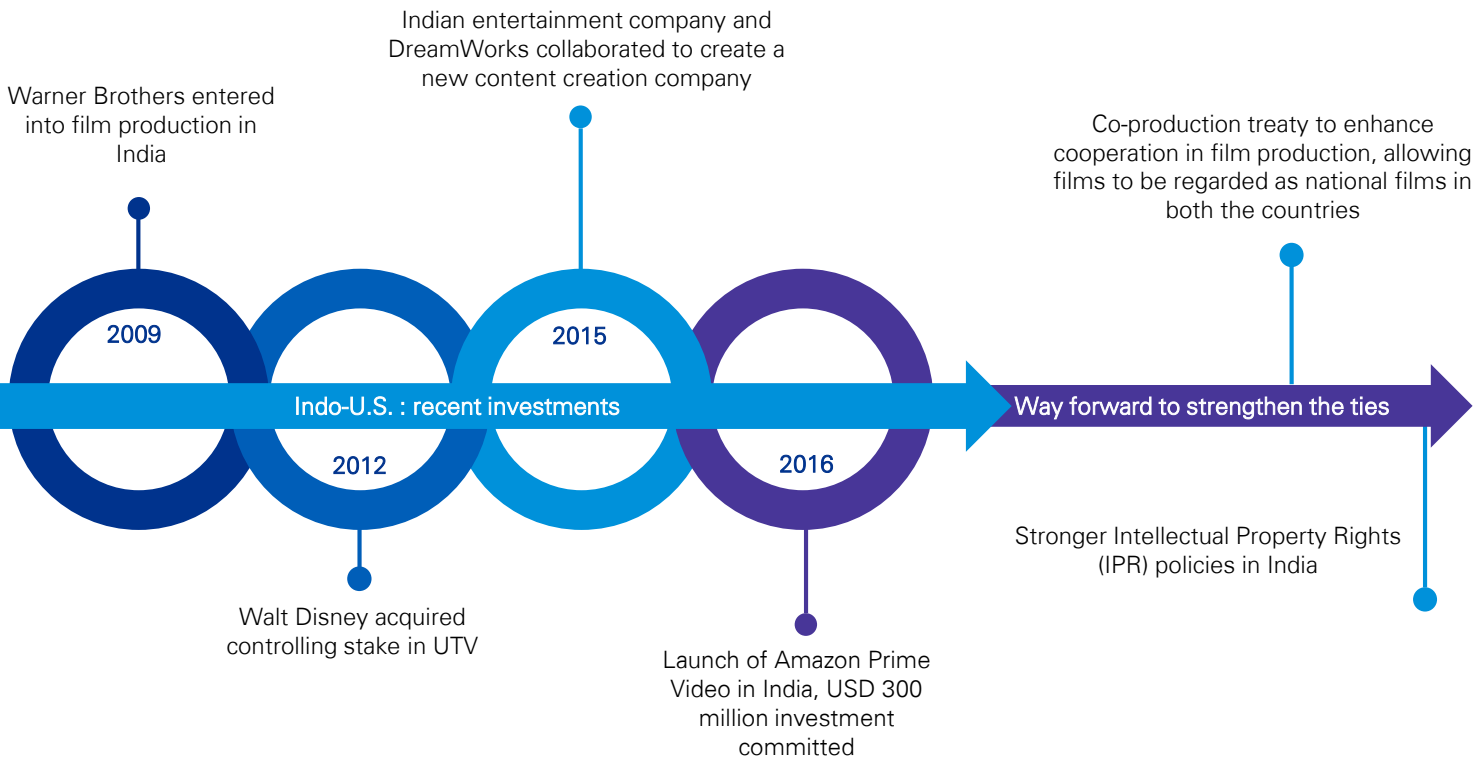 Indian entertainment company and
DreamWorks collaborated to create a
new content creation company
Warner Brothers entered
into film production in
India
Co-production treaty to enhance
cooperation in film production, allowing
films to be regarded as national films in
both the countries
2009
2015
Indo-U.S. : recent investments
Way forward to strengthen the ties
2012
2016
Stronger Intellectual Property Rights
(IPR) policies in India
Walt Disney acquired
controlling stake in UTV
Launch of Amazon Prime
Video in India, USD 300
million investment
committed